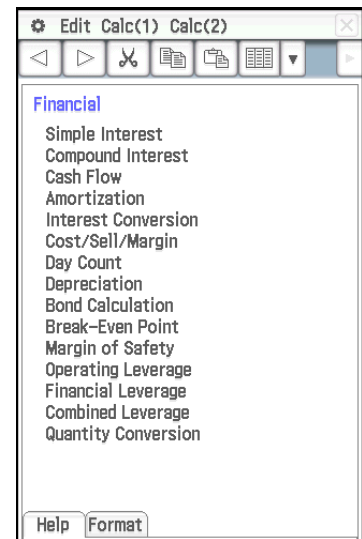 Edit Calc(1) Calc(2)
Financial
Simple Interest
Compound Interest
Cash Flow
Amortization
Interest Conversion
Cost/Sell/Margin
Day Count
Depreciation
Bond Calculation
Break-Even Point
Margin of Safety
Operating Leverage
Financial Leverage
Combined Leverage
Quantity Conversion
Help Format